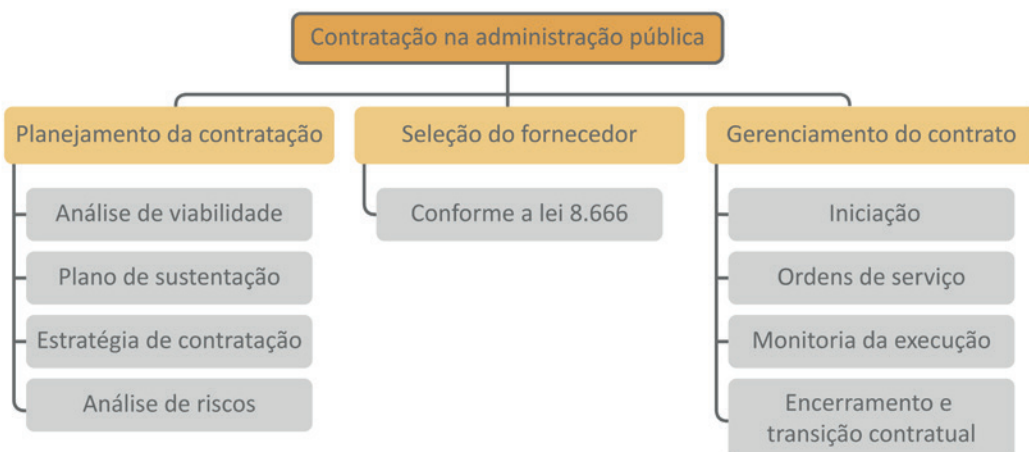 Contratação na administração pública
Planejamento da contratação
Análise de viabilidade
Plano de sustentação
Estratégia de contratação
Análise de riscos
Seleção do fornecedor
Conforme a lei 8.666
Gerenciamento do contrato
Iniciação
Ordens de serviço
Monitoria da execução
Encerramento e
transição contratual